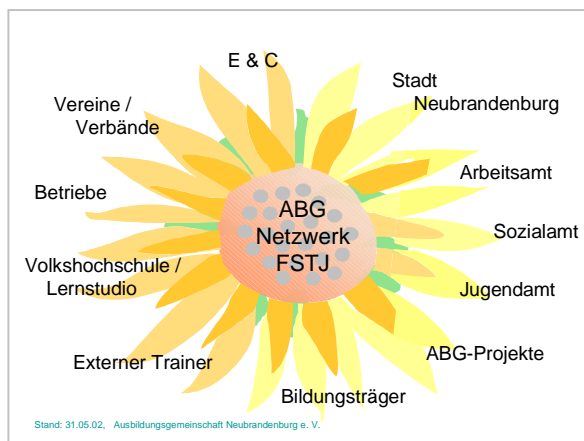 E & C
Stadt
Neubrandenburg
Vereine /
Verbände
Arbeitsamt
Betriebe
ABG
Netzwerk
FSTJ
Sozialamt
Volkshochschule /
Lernstudio
Jugendamt
Externer Trainer
ABG-Projekte
Bildungsträger
Stand: 31.05.02, Ausbildungsgemeinschaft Neubrandenburg e. V.